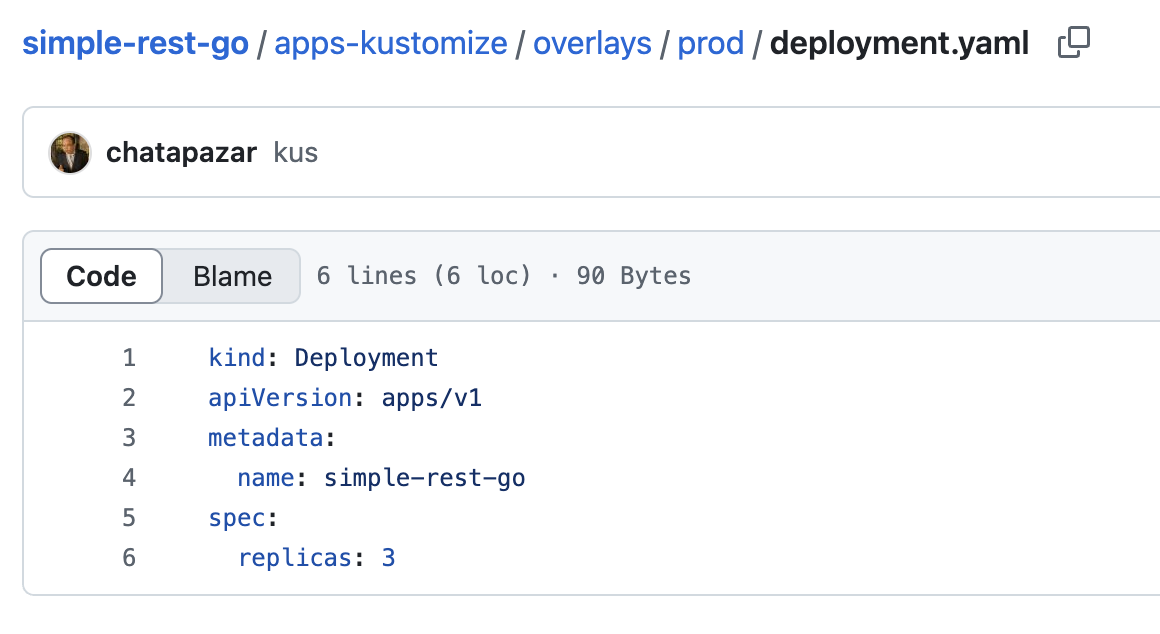 simple-rest-go / apps-kustomize / overlays / prod / deployment.yaml
chatapazar kus
Code Blame 6 lines (6 loc) · 90 Bytes
1 kind: Deployment
2 apiVersion: apps/v1
3 metadata:
4   name: simple-rest-go
5 spec:
6   replicas: 3